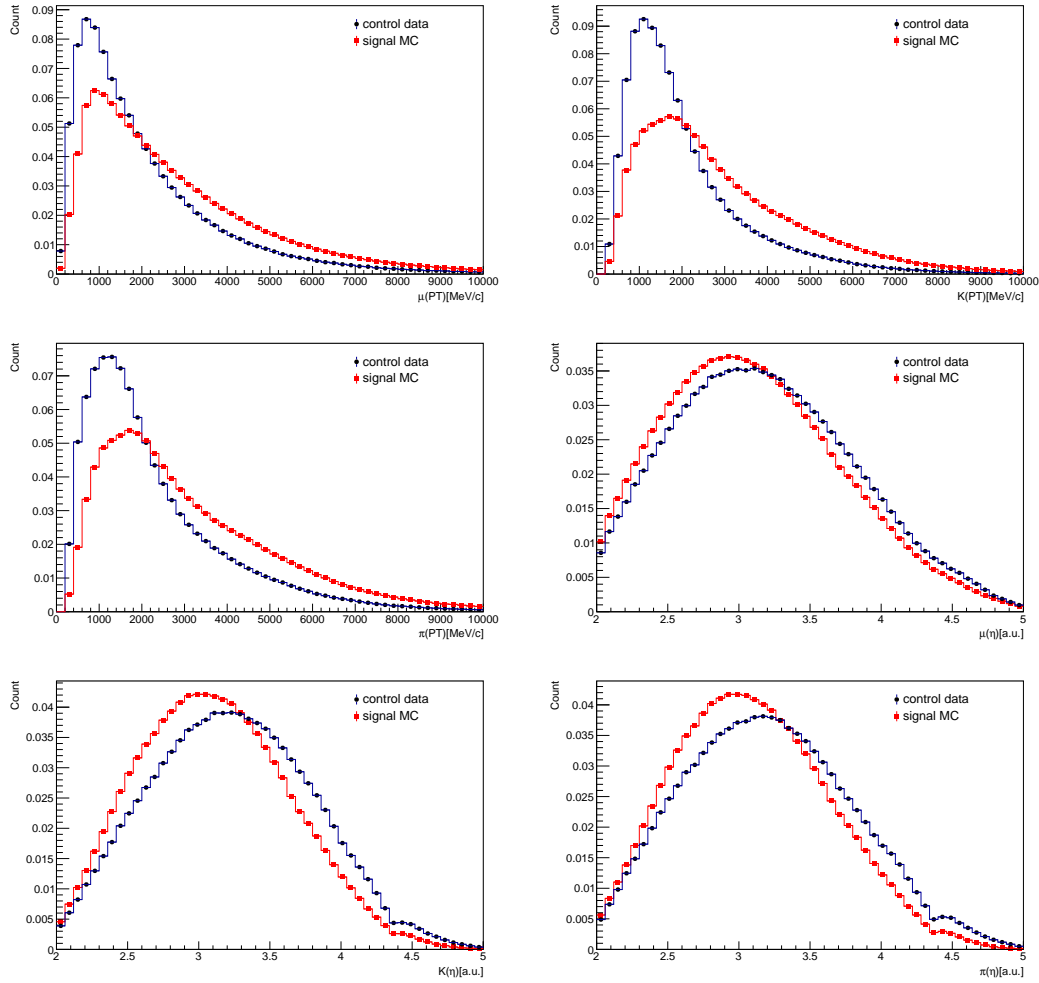 Count
0.09
0.08
0.07
0.06
0.05
0.04
0.03
0.02
0.01
0
control data
signal MC
0 1000 2000 3000 4000 5000 6000 7000 8000 9000 10000
μ(PT)[MeV/c]
Count
0.09
0.08
0.07
0.06
0.05
0.04
0.03
0.02
0.01
0
control data
signal MC
0 1000 2000 3000 4000 5000 6000 7000 8000 9000 10000
K(PT)[MeV/c]
Count
0.07
0.06
0.05
0.04
0.03
0.02
0.01
0
control data
signal MC
0 1000 2000 3000 4000 5000 6000 7000 8000 9000 10000
π(PT)[MeV/c]
Count
0.035
0.03
0.025
0.02
0.015
0.01
0.005
0
control data
signal MC
2 2.5 3 3.5 4 4.5 5
μ(η)[a.u.]
Count
0.04
0.035
0.03
0.025
0.02
0.015
0.01
0.005
0
control data
signal MC
2 2.5 3 3.5 4 4.5 5
K(η)[a.u.]
Count
0.04
0.035
0.03
0.025
0.02
0.015
0.01
0.005
0
control data
signal MC
2 2.5 3 3.5 4 4.5 5
π(η)[a.u.]